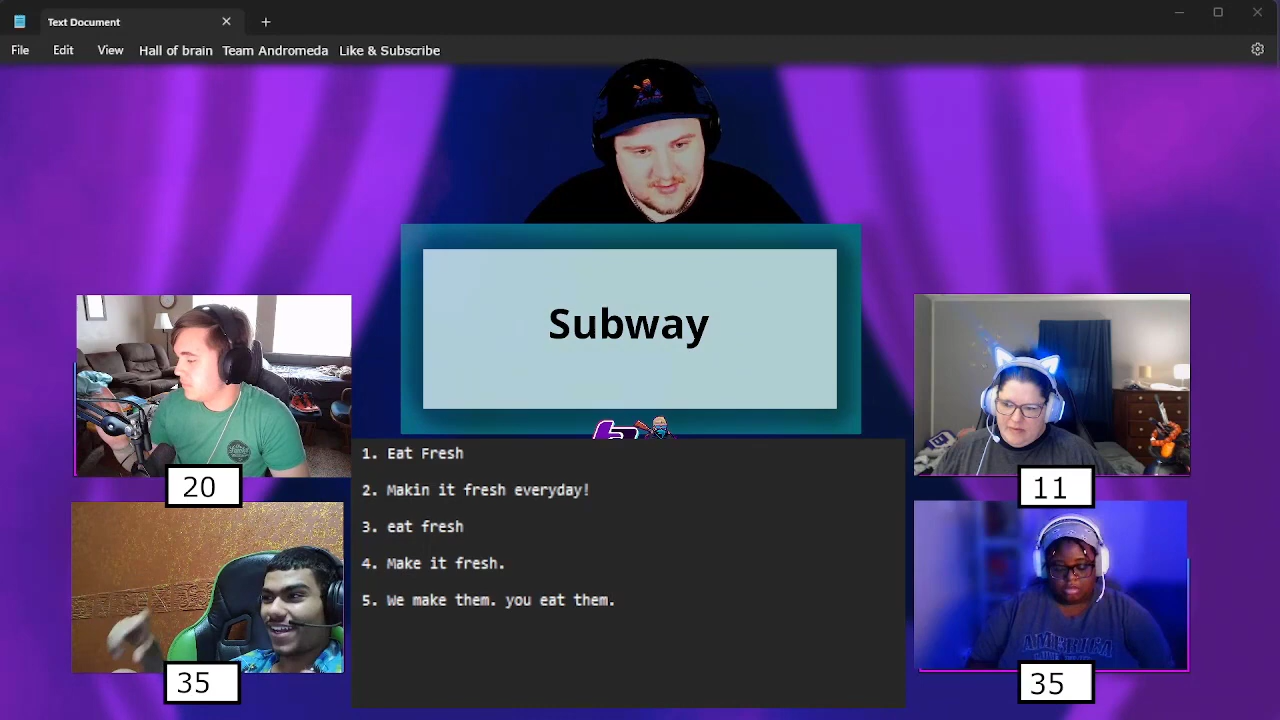 Text Document
File Edit View Hall of brain Team Andromeda Like & Subscribe
Subway
1. Eat Fresh
2. Makin it fresh everyday!
3. eat fresh
4. Make it fresh.
5. We make them. you eat them.
20
11
35
35
AMERICA